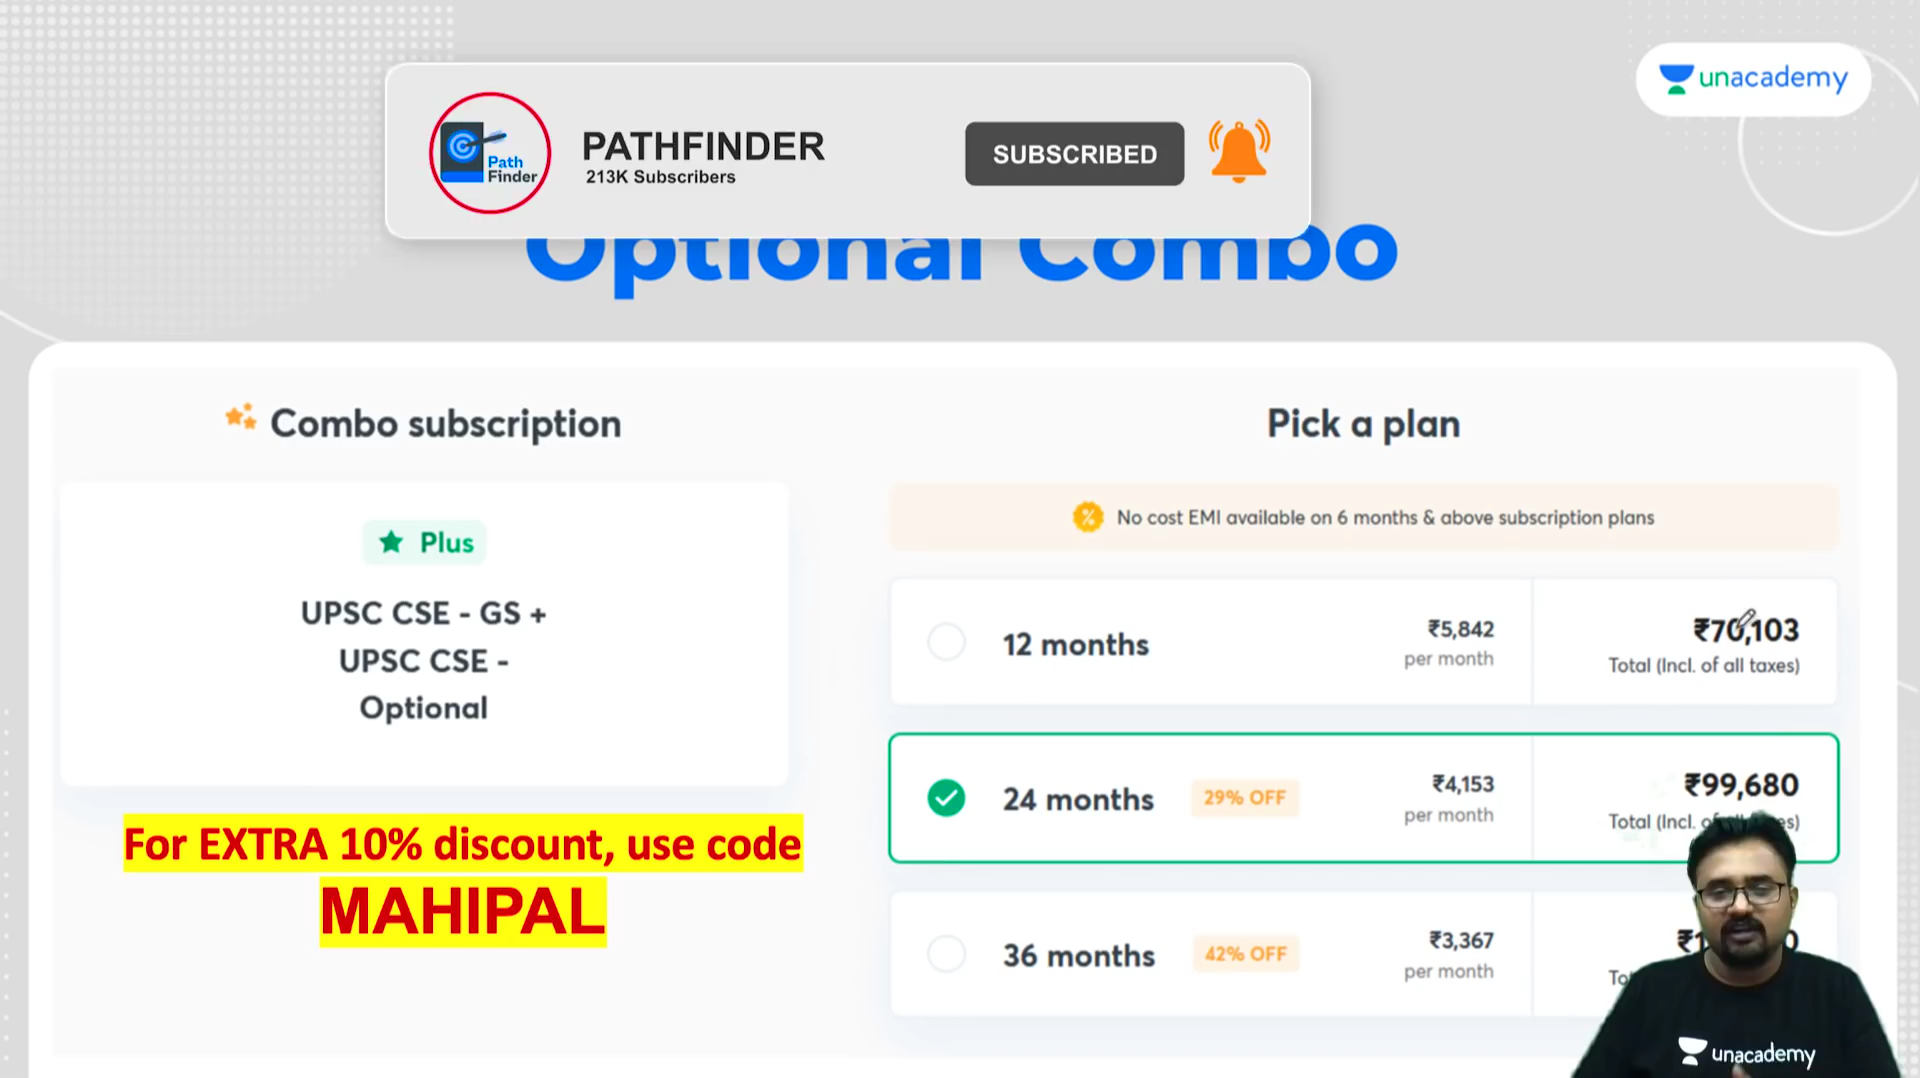 unacademy
Path
Finder
PATHFINDER
213K Subscribers
SUBSCRIBED
Optional Combo
Combo subscription
Plus
UPSC CSE - GS +
UPSC CSE -
Optional
For EXTRA 10% discount, use code
MAHIPAL
Pick a plan
No cost EMI available on 6 months & above subscription plans
12 months
₹5,842
per month
₹70,103
Total (Incl. of all taxes)
24 months
29% OFF
₹4,153
per month
₹99,680
Total (Incl.
36 months
42% OFF
₹3,367
per month
unacademy